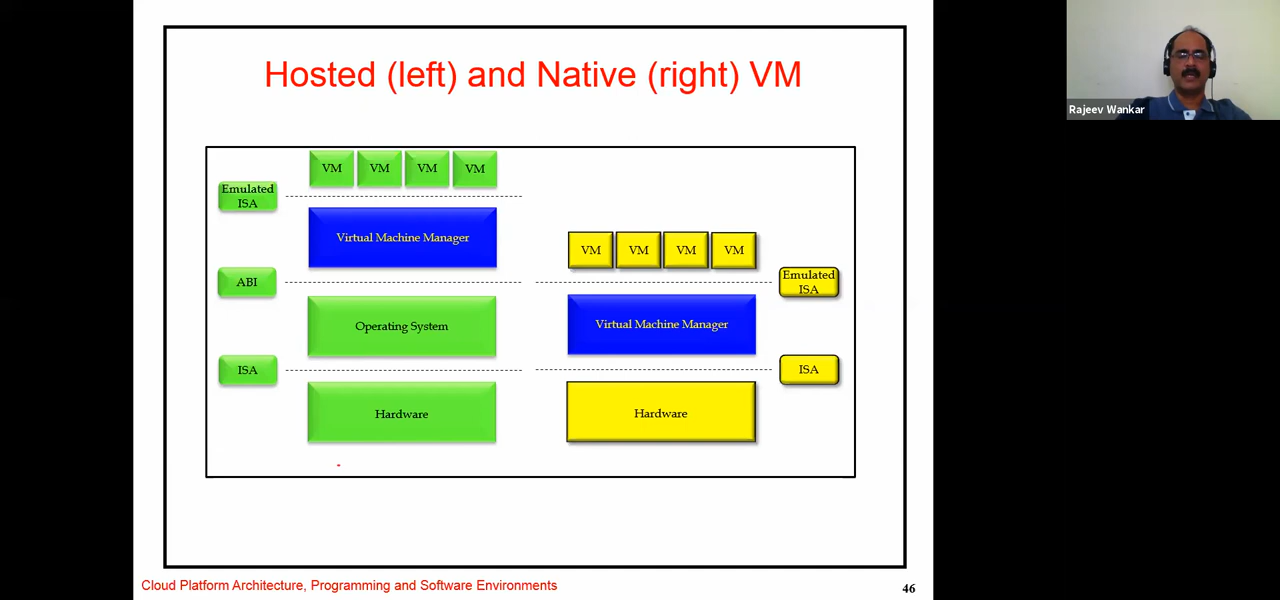 Hosted (left) and Native (right) VM
Rajeev Wankar
VM VM VM VM
Emulated
ISA
Virtual Machine Manager
ABI
Operating System
ISA
Hardware
VM VM VM VM
Emulated
ISA
Virtual Machine Manager
ISA
Hardware
Cloud Platform Architecture, Programming and Software Environments
46